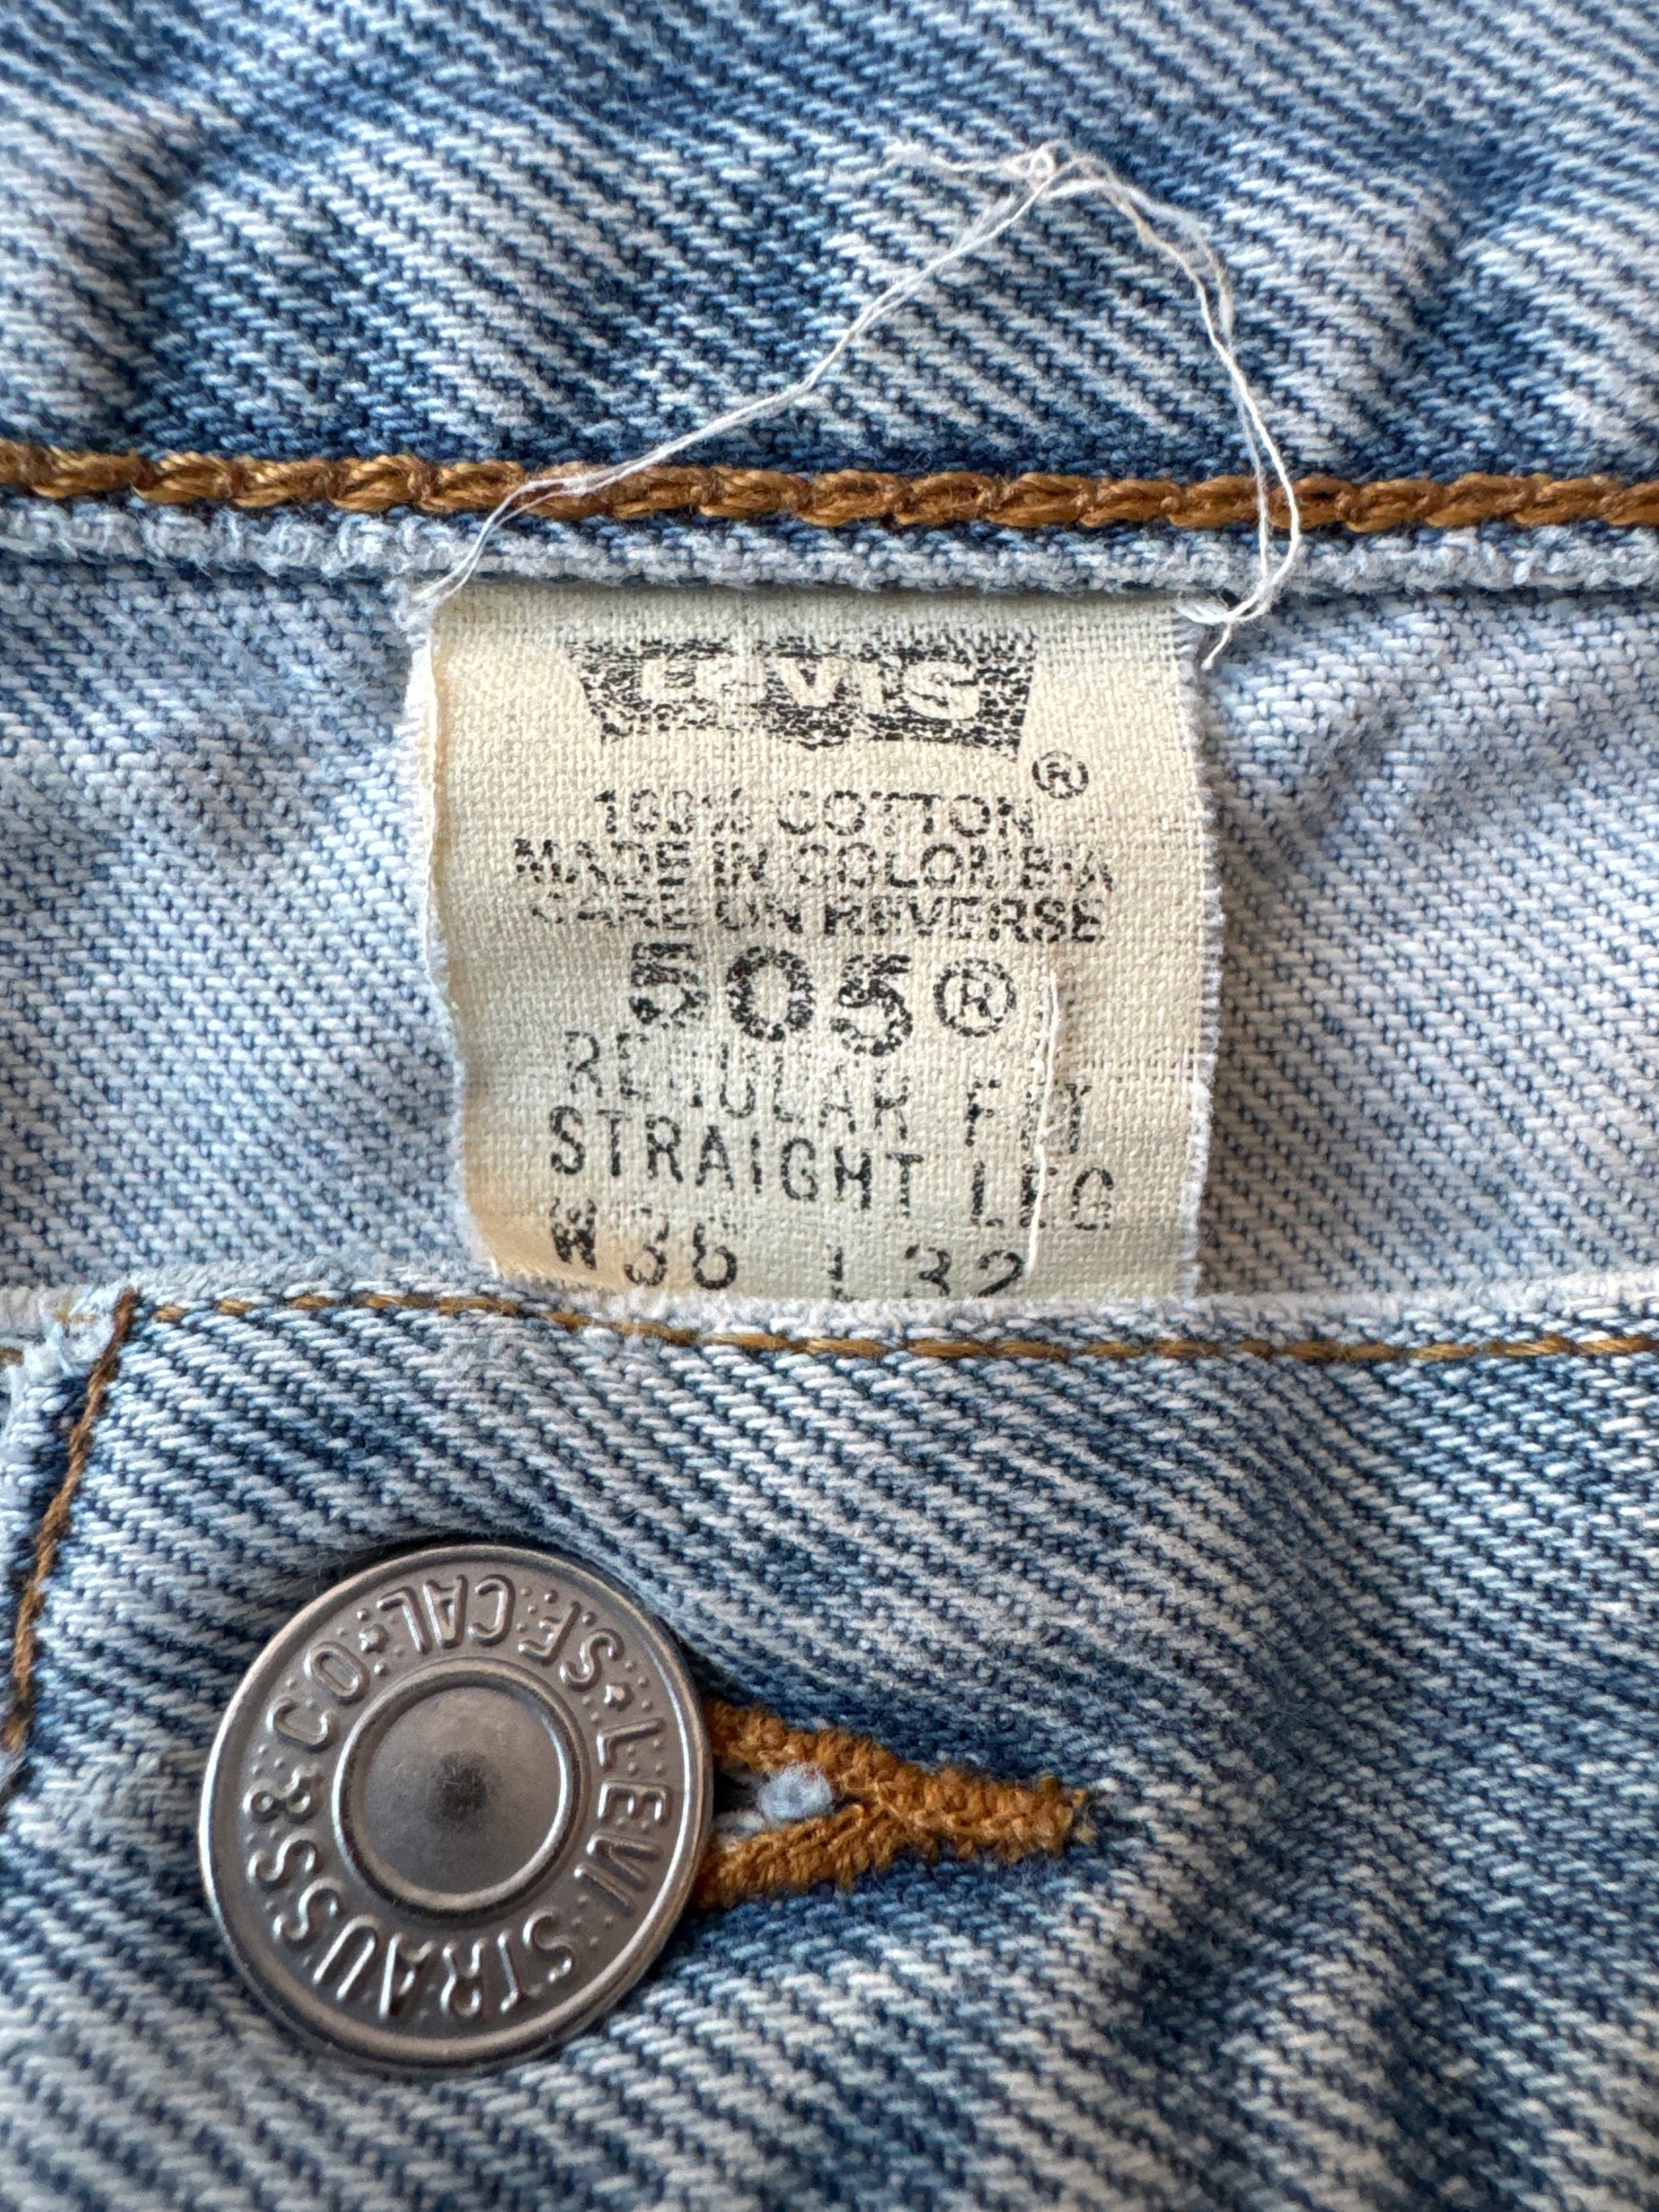 LEVI'S
®
100% COTTON
MADE IN COLOMBIA
CARE ON REVERSE
505®
REGULAR FIT
STRAIGHT LEG
W 36 L 32
LEVI STRAUSS & CO. CAL. S.F.